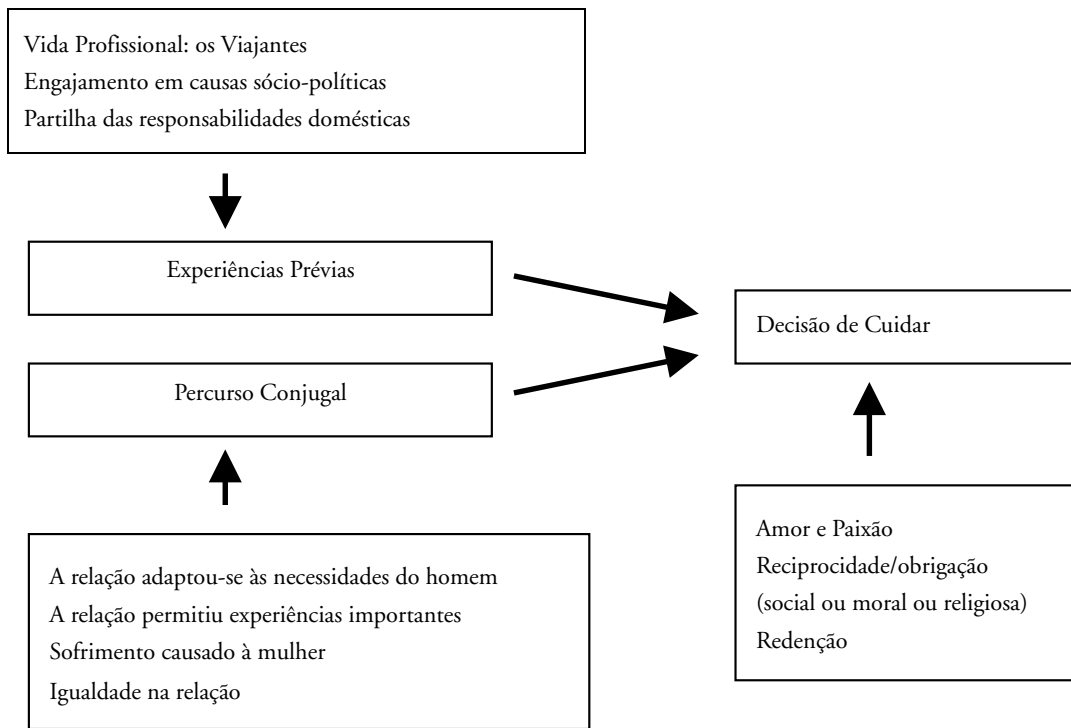 Vida Profissional: os Viajantes
Engajamento em causas sócio-políticas
Partilha das responsabilidades domésticas
Experiências Prévias
Percurso Conjugal
A relação adaptou-se às necessidades do homem
A relação permitiu experiências importantes
Sofrimento causado à mulher
Igualdade na relação
Decisão de Cuidar
Amor e Paixão
Reciprocidade/obrigação
(social ou moral ou religiosa)
Redenção